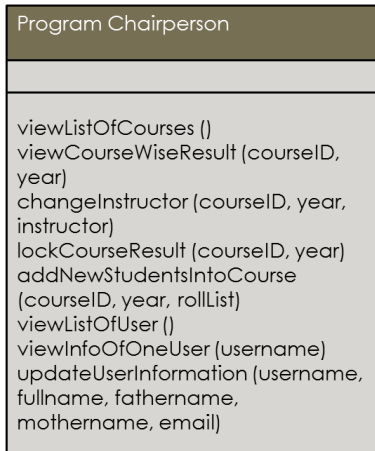 Program Chairperson
viewListOfCourses ()
viewCourseWiseResult (courseID,
year)
changeInstructor (courseID, year,
instructor)
lockCourseResult (courseID, year)
addNewStudentsIntoCourse
(courseID, year, rollList)
viewListOfUser ()
viewInfoOfOneUser (username)
updateUserInformation (username,
fullname, fathername,
mothername, email)